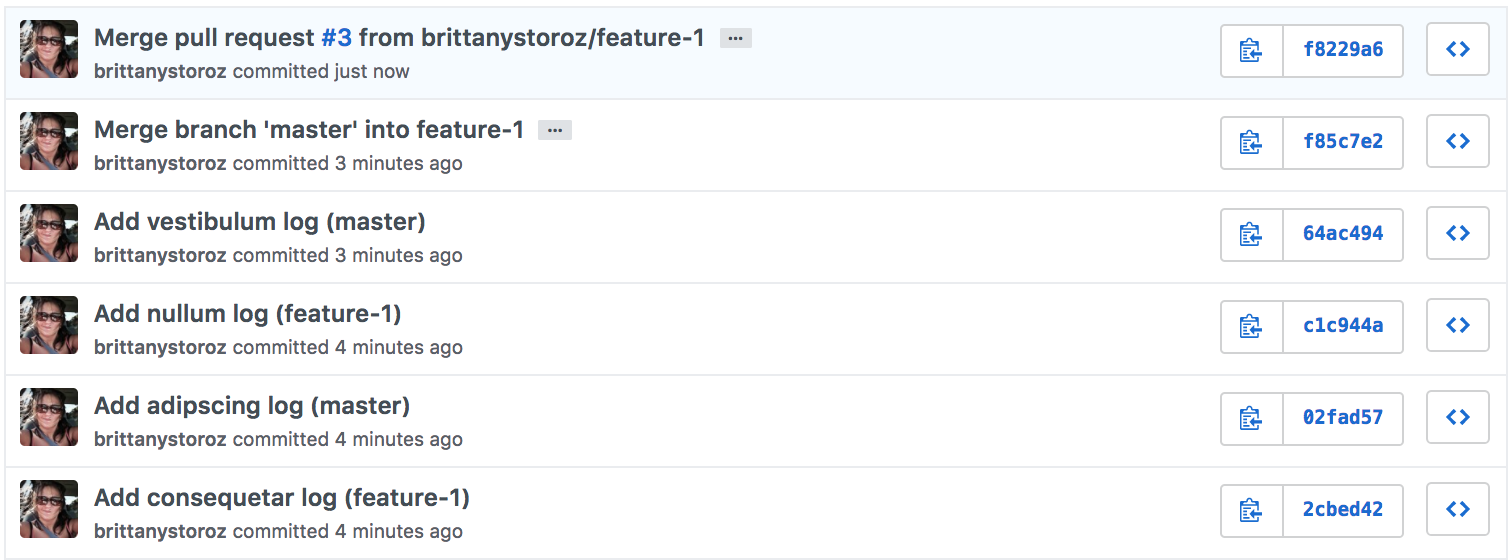 Merge pull request #3 from brittanystoroz/feature-1 ...
brittanystoroz committed just now
f8229a6
Merge branch 'master' into feature-1 ...
brittanystoroz committed 3 minutes ago
f85c7e2
Add vestibulum log (master)
brittanystoroz committed 3 minutes ago
64ac494
Add nullum log (feature-1)
brittanystoroz committed 4 minutes ago
c1c944a
Add adipscing log (master)
brittanystoroz committed 4 minutes ago
02fad57
Add consequetar log (feature-1)
brittanystoroz committed 4 minutes ago
2cbed42